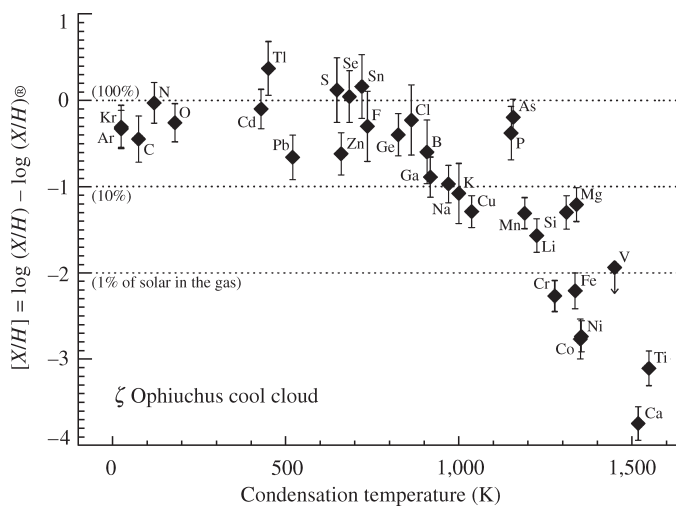 1
0
−1
−2
−3
−4
[X/H] = log (X/H) − log (X/H)®
(100%)
(10%)
(1% of solar in the gas)
Kr
Ar
C
N
O
Cd
Tl
Pb
S
Se
Sn
Zn
F
Ge
Cl
B
Ga
Na
K
Cu
As
P
Mn
Si
Li
Mg
Cr
Fe
V
Co
Ni
Ti
Ca
ζ Ophiuchus cool cloud
0
500
1,000
1,500
Condensation temperature (K)